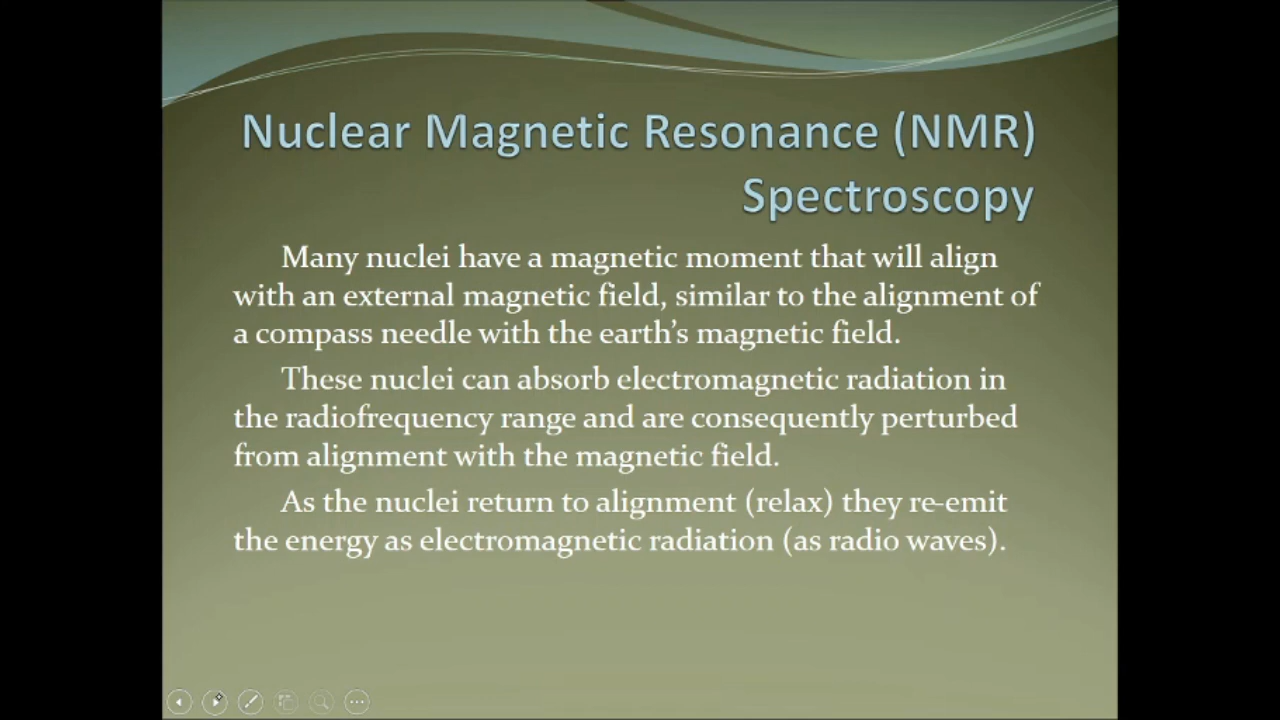 Nuclear Magnetic Resonance (NMR)
Spectroscopy
Many nuclei have a magnetic moment that will align
with an external magnetic field, similar to the alignment of
a compass needle with the earth's magnetic field.
These nuclei can absorb electromagnetic radiation in
the radiofrequency range and are consequently perturbed
from alignment with the magnetic field.
As the nuclei return to alignment (relax) they re-emit
the energy as electromagnetic radiation (as radio waves).